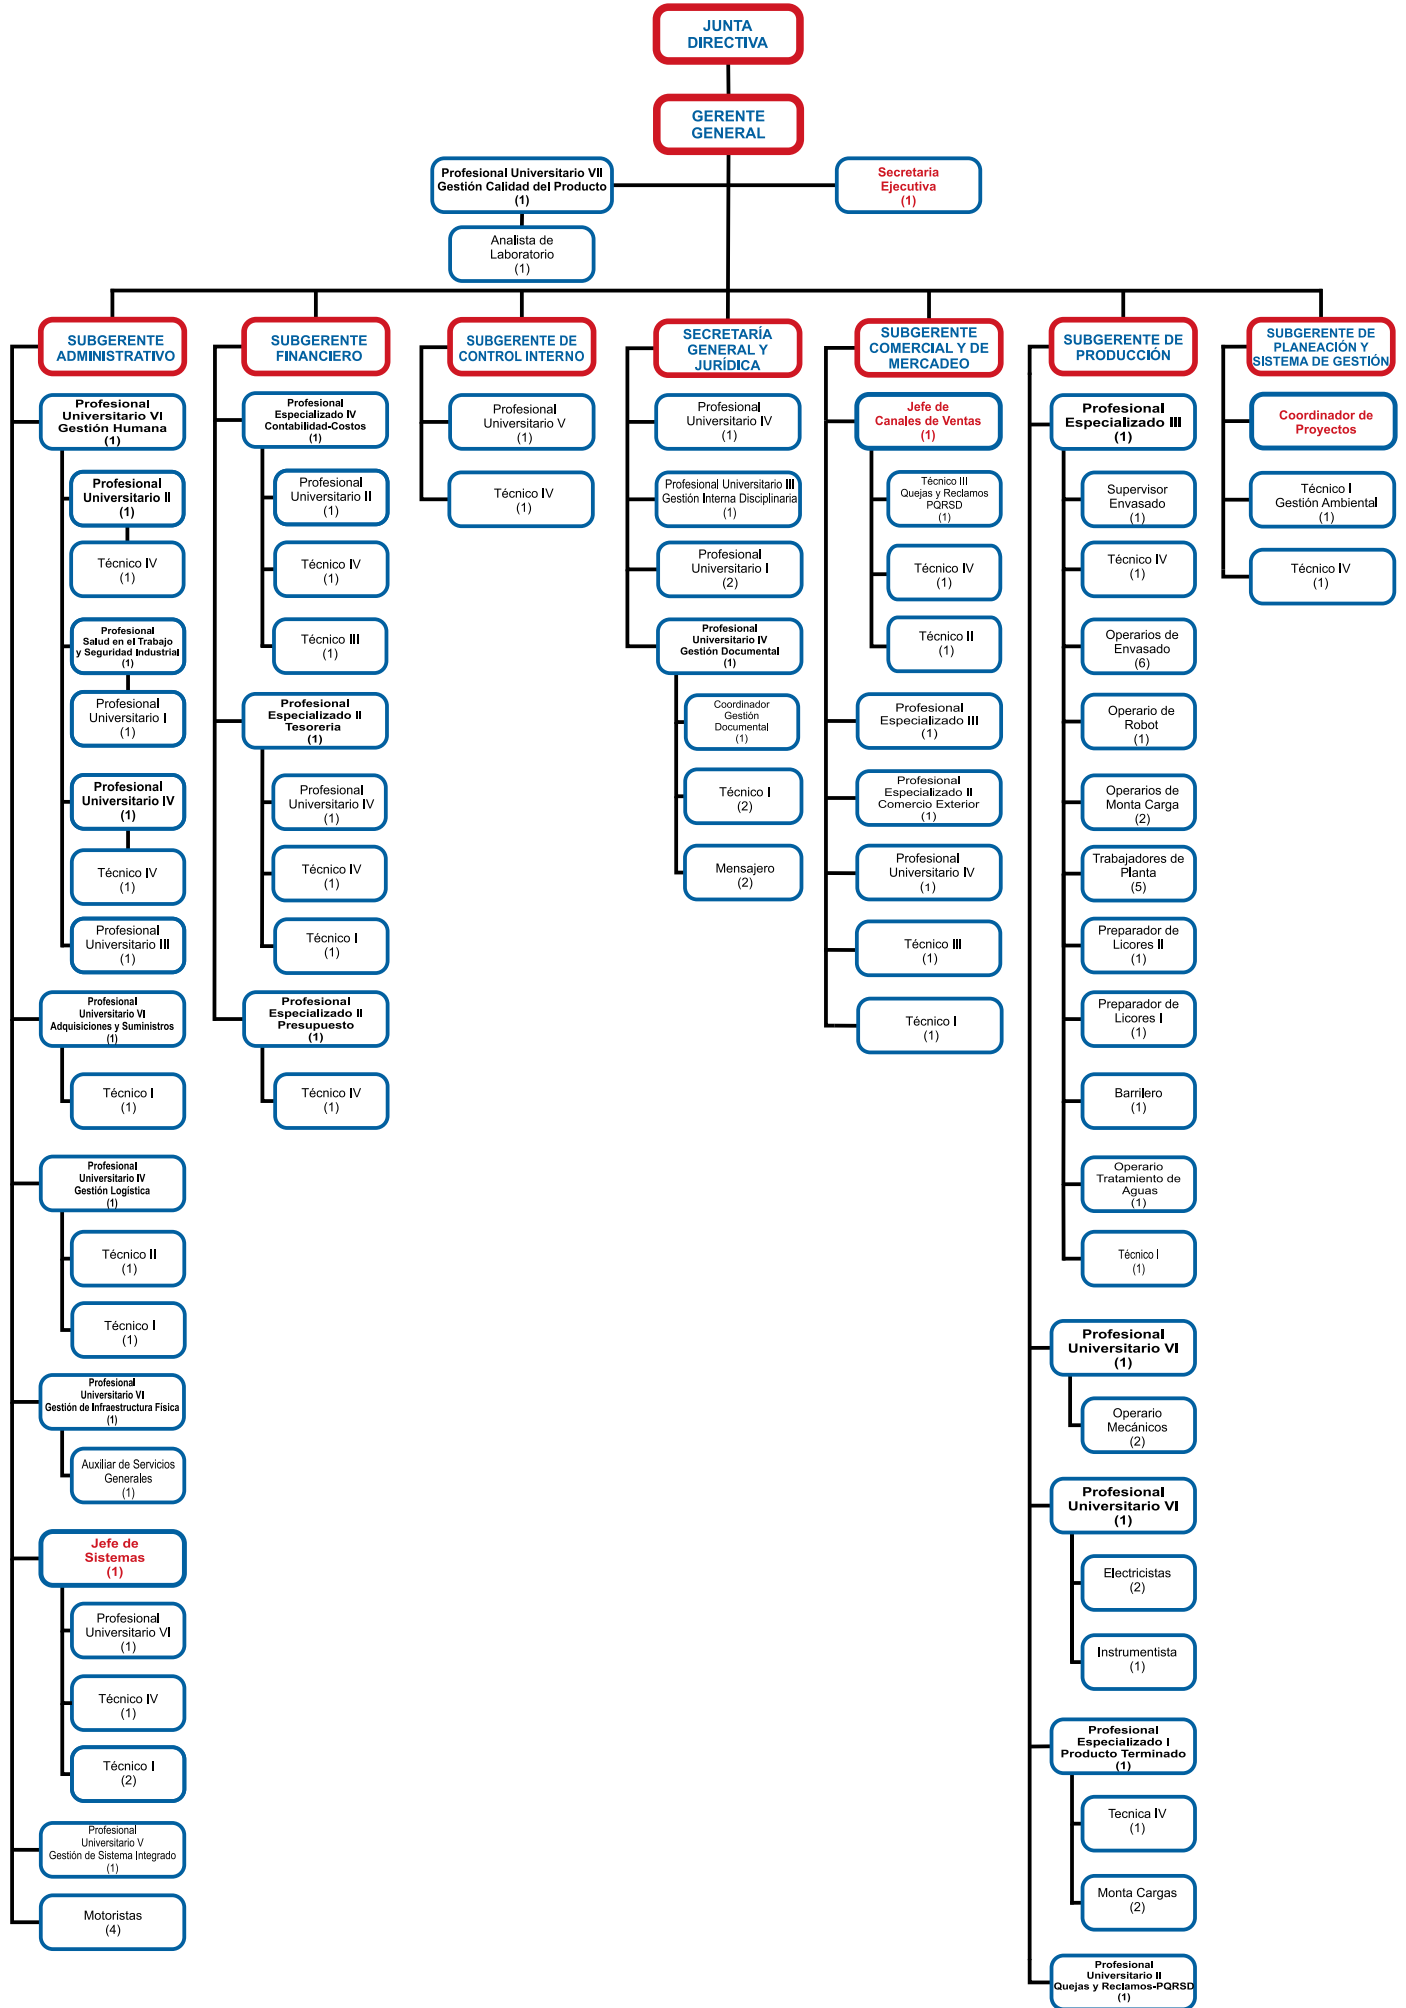 JUNTA
DIRECTIVA
GERENTE
GENERAL
Profesional Universitario VII
Gestión Calidad del Producto
(1)
Secretaria
Ejecutiva
(1)
Analista de
Laboratorio
(1)
SUBGERENTE
ADMINISTRATIVO
Profesional
Universitario VI
Gestión Humana
(1)
Profesional
Universitario II
(1)
Técnico IV
(1)
Profesional
Salud en el Trabajo
y Seguridad Industrial
(1)
Profesional
Universitario I
(1)
Profesional
Universitario IV
(1)
Técnico IV
(1)
Profesional
Universitario III
(1)
Profesional
Universitario VI
Adquisiciones y Suministros
(1)
Técnico I
(1)
Profesional
Universitario IV
Gestión Logística
(1)
Técnico II
(1)
Técnico I
(1)
Profesional
Universitario VI
Gestión de Infraestructura Física
(1)
Auxiliar de Servicios
Generales
(1)
Jefe de
Sistemas
(1)
Profesional
Universitario VI
(1)
Técnico IV
(1)
Técnico I
(2)
Profesional
Universitario V
Gestión de Sistema Integrado
(1)
Motoristas
(4)
SUBGERENTE
FINANCIERO
Profesional
Especializado IV
Contabilidad-Costos
(1)
Profesional
Universitario II
(1)
Técnico IV
(1)
Técnico III
(1)
Profesional
Especializado II
Tesoreria
(1)
Profesional
Universitario IV
(1)
Técnico IV
(1)
Técnico I
(1)
Profesional
Especializado II
Presupuesto
(1)
Técnico IV
(1)
SUBGERENTE DE
CONTROL INTERNO
Profesional
Universitario V
(1)
Técnico IV
(1)
SECRETARÍA
GENERAL Y
JURÍDICA
Profesional
Universitario IV
(1)
Profesional Universitario III
Gestión Interna Disciplinaria
(1)
Profesional
Universitario I
(2)
Profesional
Universitario IV
Gestión Documental
(1)
Coordinador
Gestión
Documental
(1)
Técnico I
(2)
Mensajero
(2)
SUBGERENTE
COMERCIAL Y DE
MERCADEO
Jefe de
Canales de Ventas
(1)
Técnico III
Quejas y Reclamos
PQRSD
(1)
Técnico IV
(1)
Técnico II
(1)
Profesional
Especializado III
(1)
Profesional
Especializado II
Comercio Exterior
(1)
Profesional
Universitario IV
(1)
Técnico III
(1)
Técnico I
(1)
SUBGERENTE DE
PRODUCCIÓN
Profesional
Especializado III
(1)
Supervisor
Envasado
(1)
Técnico IV
(1)
Operarios de
Envasado
(6)
Operario de
Robot
(1)
Operarios de
Monta Carga
(2)
Trabajadores de
Planta
(5)
Preparador de
Licores II
(1)
Preparador de
Licores I
(1)
Barrilero
(1)
Operario
Tratamiento de
Aguas
(1)
Técnico I
(1)
Profesional
Universitario VI
(1)
Operario
Mecánicos
(2)
Profesional
Universitario VI
(1)
Electricistas
(2)
Instrumentista
(1)
Profesional
Especializado I
Producto Terminado
(1)
Tecnica IV
(1)
Monta Cargas
(2)
Profesional
Universitario II
Quejas y Reclamos-PQRSD
(1)
SUBGERENTE DE
PLANEACIÓN Y
SISTEMA DE GESTIÓN
Coordinador de
Proyectos
Técnico I
Gestión Ambiental
(1)
Técnico IV
(1)